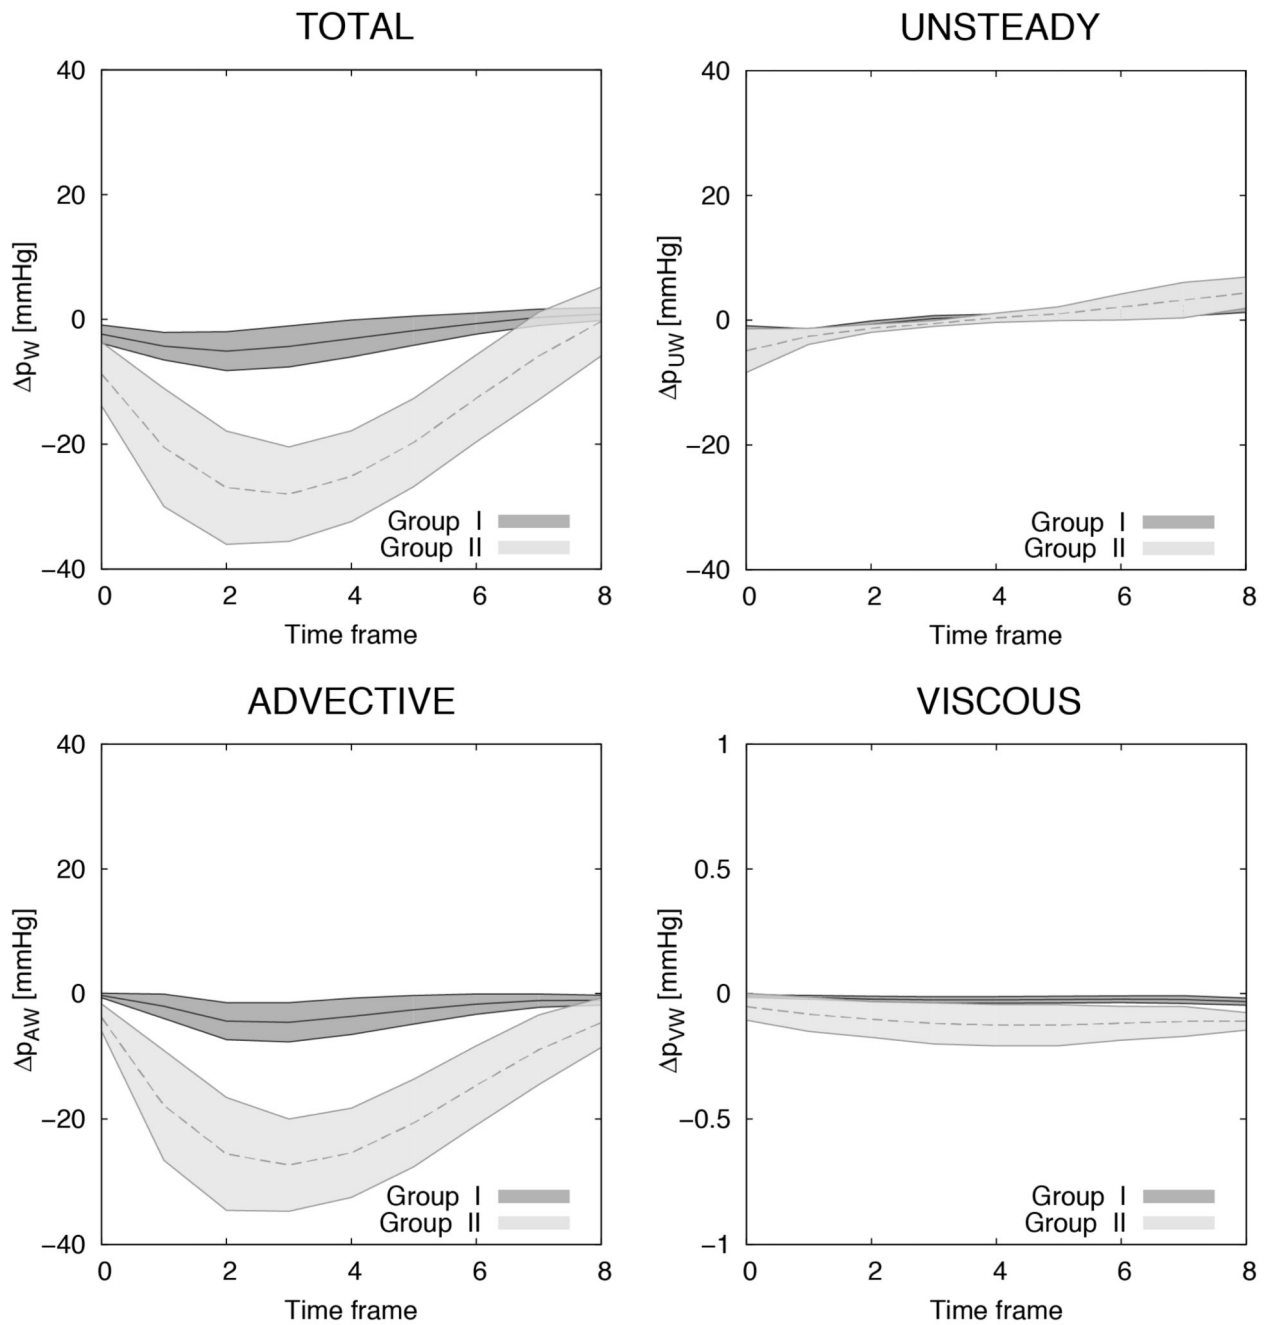 TOTAL
40
20
0
−20
−40
Δp_W [mmHg]
Group I
Group II
0 2 4 6 8
Time frame
UNSTEADY
40
20
0
−20
−40
Δp_UW [mmHg]
Group I
Group II
0 2 4 6 8
Time frame
ADVECTIVE
40
20
0
−20
−40
Δp_AW [mmHg]
Group I
Group II
0 2 4 6 8
Time frame
VISCOUS
1
0.5
0
−0.5
−1
Δp_VW [mmHg]
Group I
Group II
0 2 4 6 8
Time frame